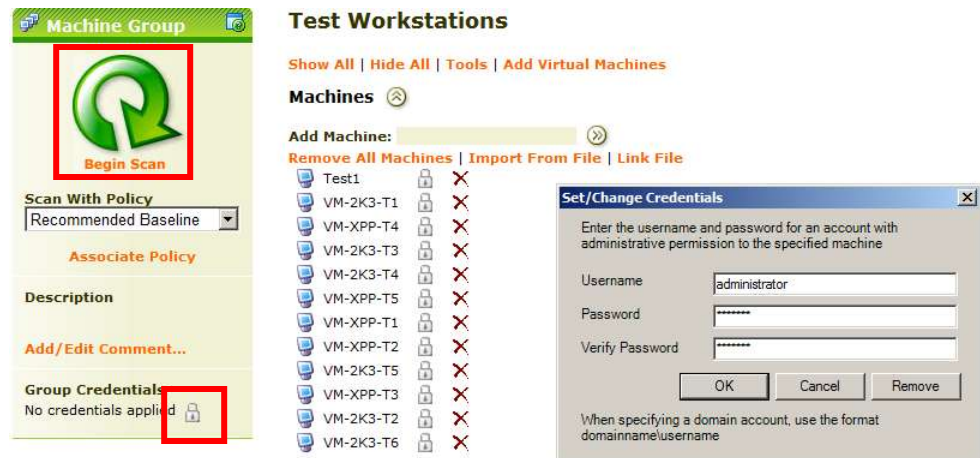 Machine Group
Begin Scan
Scan With Policy
Recommended Baseline
Associate Policy
Description
Add/Edit Comment...
Group Credentials
No credentials applied
Test Workstations
Show All | Hide All | Tools | Add Virtual Machines
Machines
Add Machine:
Remove All Machines | Import From File | Link File
Test1
VM-2K3-T1
VM-XPP-T4
VM-2K3-T3
VM-2K3-T4
VM-XPP-T5
VM-XPP-T1
VM-XPP-T2
VM-2K3-T5
VM-XPP-T3
VM-2K3-T2
VM-2K3-T6
Set/Change Credentials
Enter the username and password for an account with
administrative permission to the specified machine
Username
administrator
Password
*******
Verify Password
*******
OK
Cancel
Remove
When specifying a domain account, use the format
domainname\username